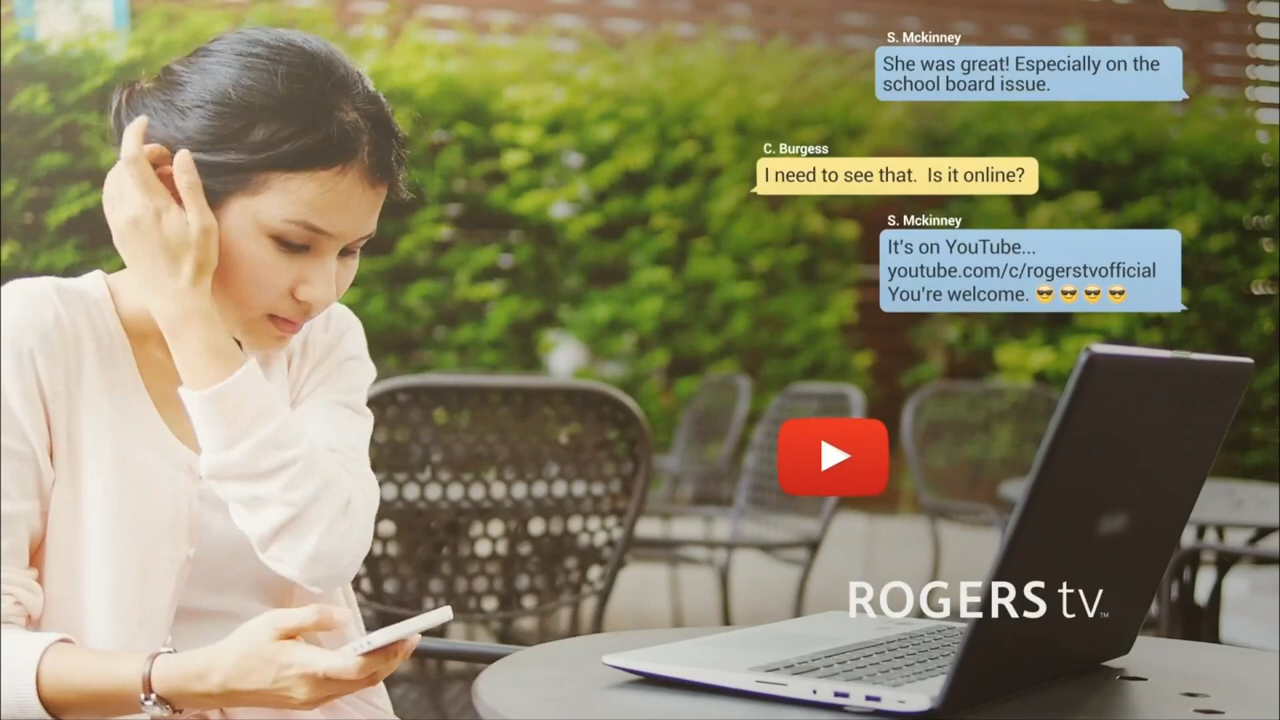 S. Mckinney
She was great! Especially on the
school board issue.
C. Burgess
I need to see that.  Is it online?
S. Mckinney
It's on YouTube...
youtube.com/c/rogerstvofficial
You're welcome. 😎 😎 😎 😎
ROGERS tv™